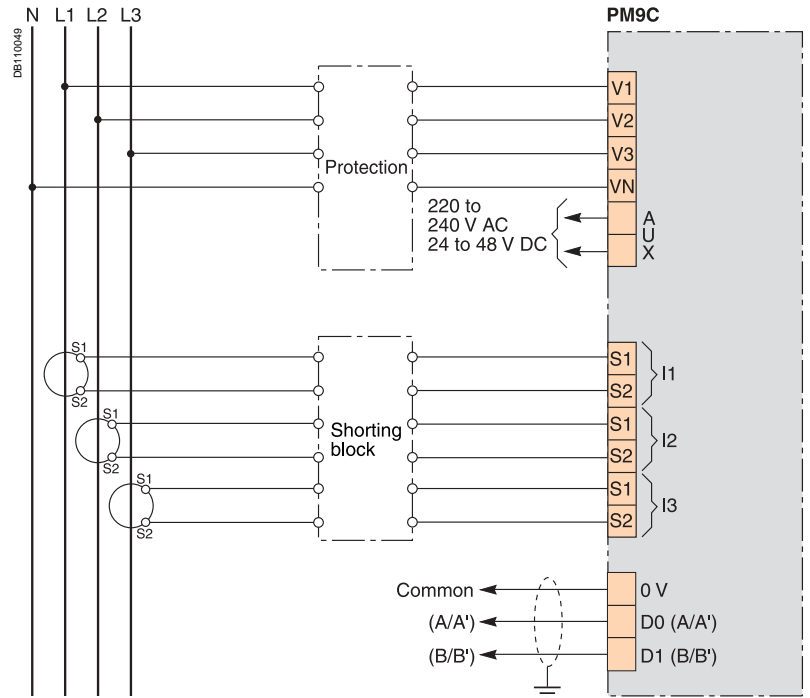 N L1 L2 L3
PM9C
DB110049
V1
V2
V3
Protection
VN
220 to
240 V AC
24 to 48 V DC
A
U
X
S1
S2
S1
S2
S1
S2
Shorting
block
S1
S2
I1
S1
S2
I2
S1
S2
I3
Common
0 V
(A/A')
D0 (A/A')
(B/B')
D1 (B/B')